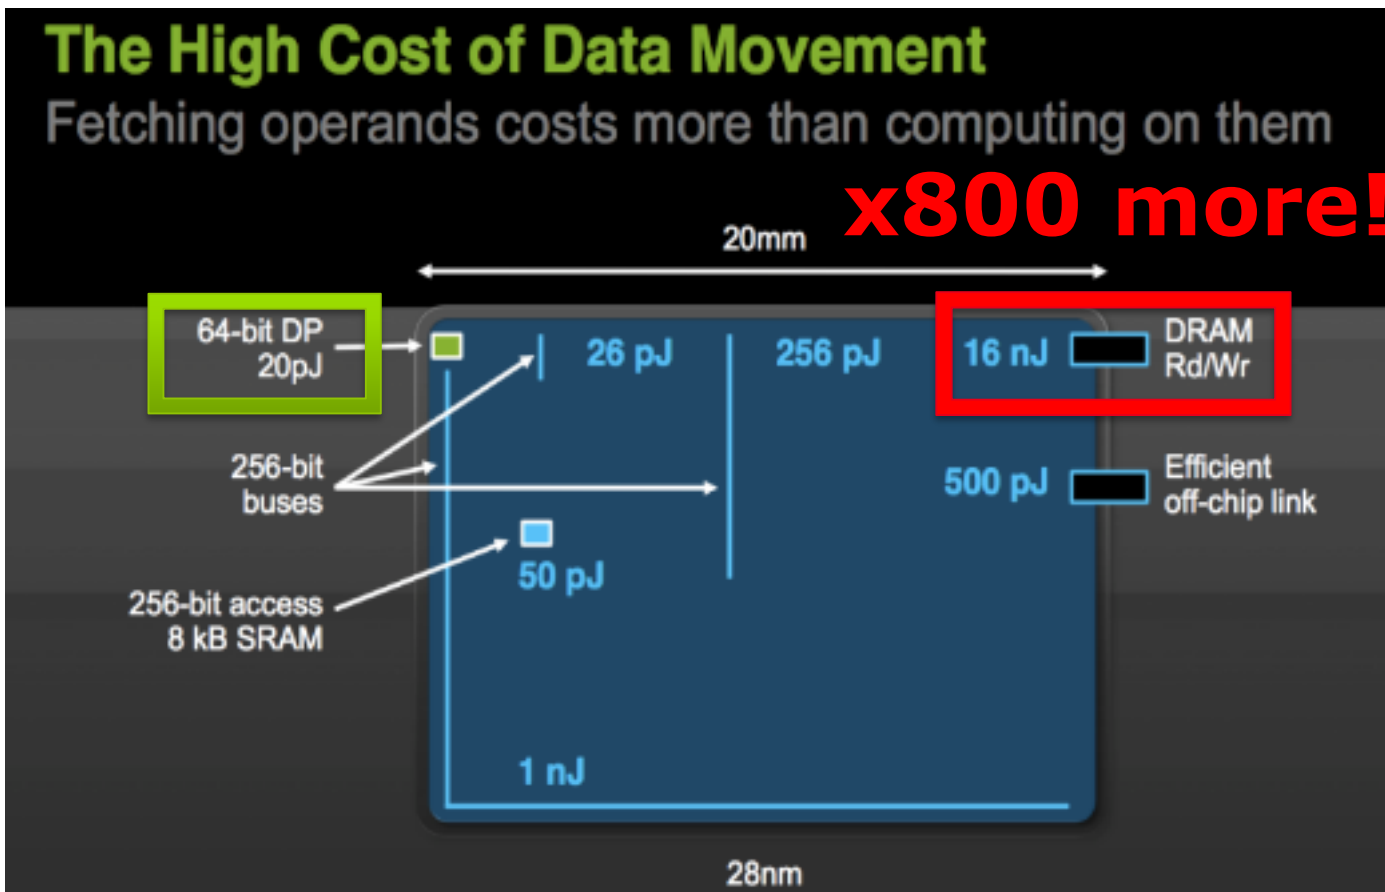 The High Cost of Data Movement
Fetching operands costs more than computing on them
x800 more!
20mm
64-bit DP
20pJ
26 pJ
256 pJ
16 nJ
DRAM
Rd/Wr
256-bit
buses
500 pJ
Efficient
off-chip link
50 pJ
256-bit access
8 kB SRAM
1 nJ
28nm